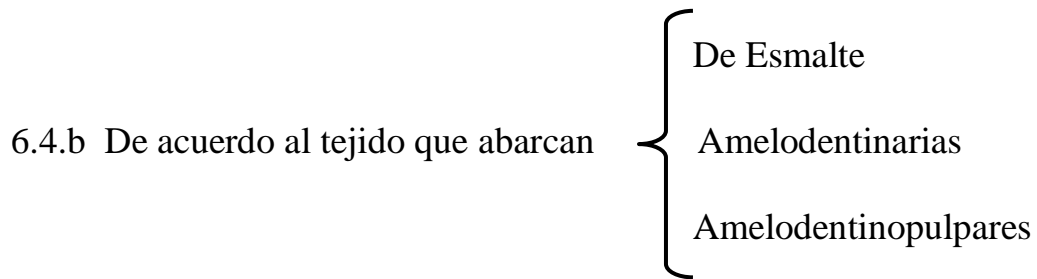 De Esmalte
6.4.b De acuerdo al tejido que abarcan
Amelodentinarias
Amelodentinopulpares